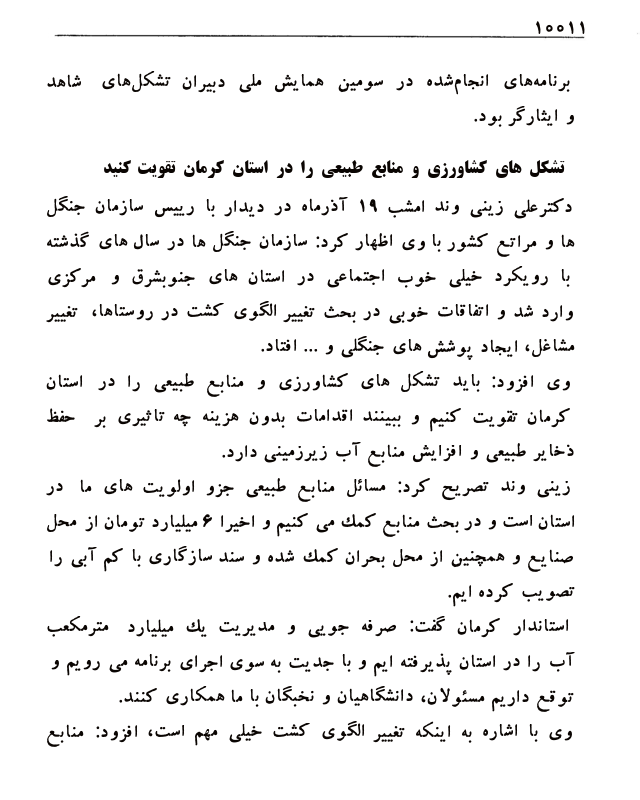 ۱۰۰۱۱
برنامه‌های انجام‌شده در سومین همایش ملی دبیران تشکل‌های شاهد
و ایثارگر بود.
تشکل های کشاورزی و منابع طبیعی را در استان کرمان تقویت کنید
دکترعلی زینی وند امشب ۱۹ آذرماه در دیدار با رییس سازمان جنگل
ها و مراتع کشور با وی اظهار کرد: سازمان جنگل ها در سال های گذشته
با رویکرد خیلی خوب اجتماعی در استان های جنوبشرق و مرکزی
وارد شد و اتفاقات خوبی در بحث تغییر الگوی کشت در روستاها، تغییر
مشاغل، ایجاد پوشش های جنگلی و ... افتاد.
وی افزود: باید تشکل های کشاورزی و منابع طبیعی را در استان
کرمان تقویت کنیم و ببینند اقدامات بدون هزینه چه تاثیری بر حفظ
ذخایر طبیعی و افزایش منابع آب زیرزمینی دارد.
زینی وند تصریح کرد: مسائل منابع طبیعی جزو اولویت های ما در
استان است و در بحث منابع کمك می کنیم و اخیرا ۶ میلیارد تومان از محل
صنایع و همچنین از محل بحران کمك شده و سند سازگاری با کم آبی را
تصویب کرده ایم.
استاندار کرمان گفت: صرفه جویی و مدیریت یك میلیارد مترمکعب
آب را در استان پذیرفته ایم و با جدیت به سوی اجرای برنامه می رویم و
توقع داریم مسئولان، دانشگاهیان و نخبگان با ما همکاری کنند.
وی با اشاره به اینکه تغییر الگوی کشت خیلی مهم است، افزود: منابع